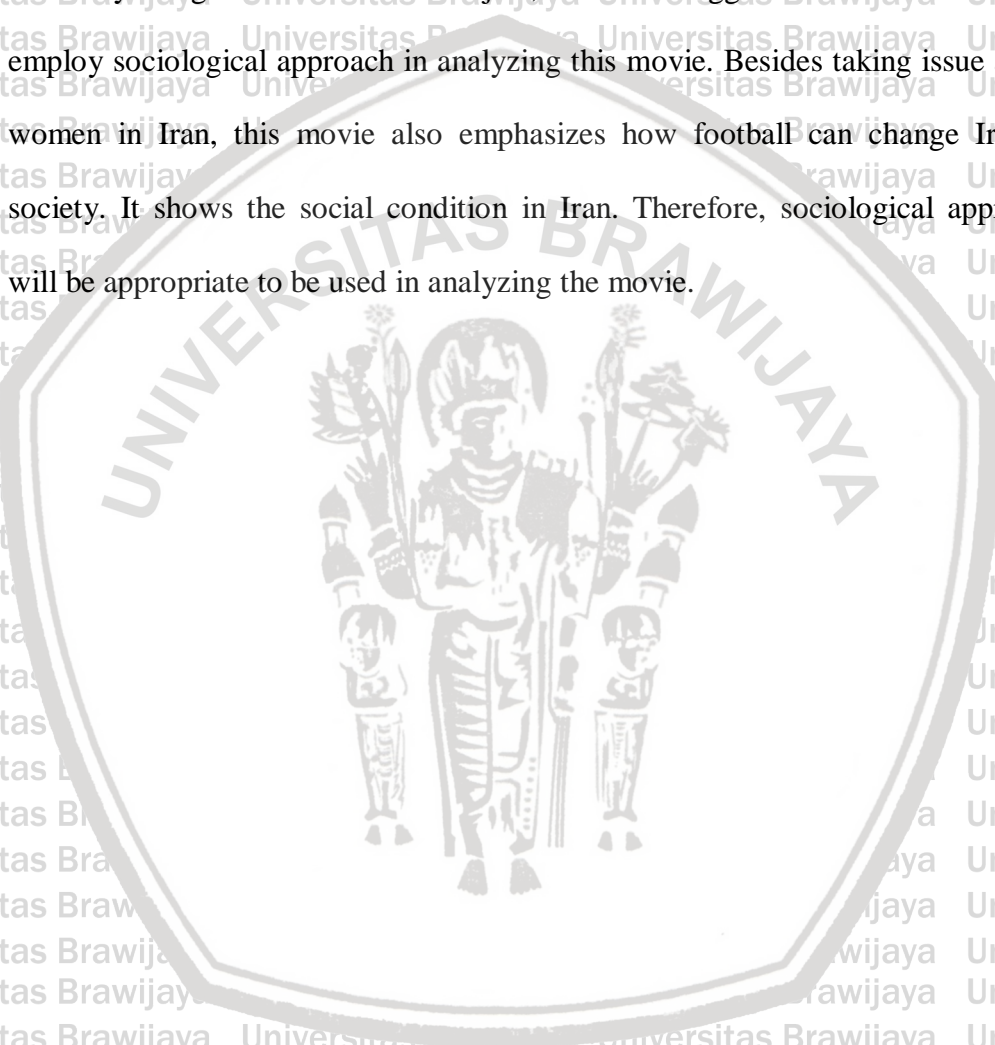 employ sociological approach in analyzing this movie. Besides taking issue
women in Iran, this movie also emphasizes how football can change
society. It shows the social condition in Iran. Therefore, sociological
will be appropriate to be used in analyzing the movie.
UNIVERSITAS BRAWIJAYA